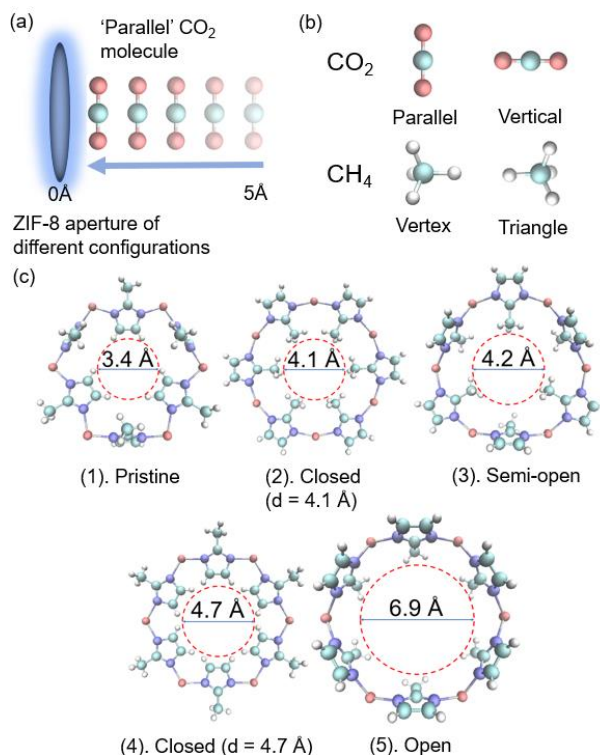 (a)
'Parallel' CO₂
molecule
0Å
5Å
ZIF-8 aperture of
different configurations
(b)
CO₂
Parallel
Vertical
CH₄
Vertex
Triangle
(c)
3.4 Å
4.1 Å
4.2 Å
(1). Pristine
(2). Closed
(d = 4.1 Å)
(3). Semi-open
4.7 Å
6.9 Å
(4). Closed (d = 4.7 Å)
(5). Open